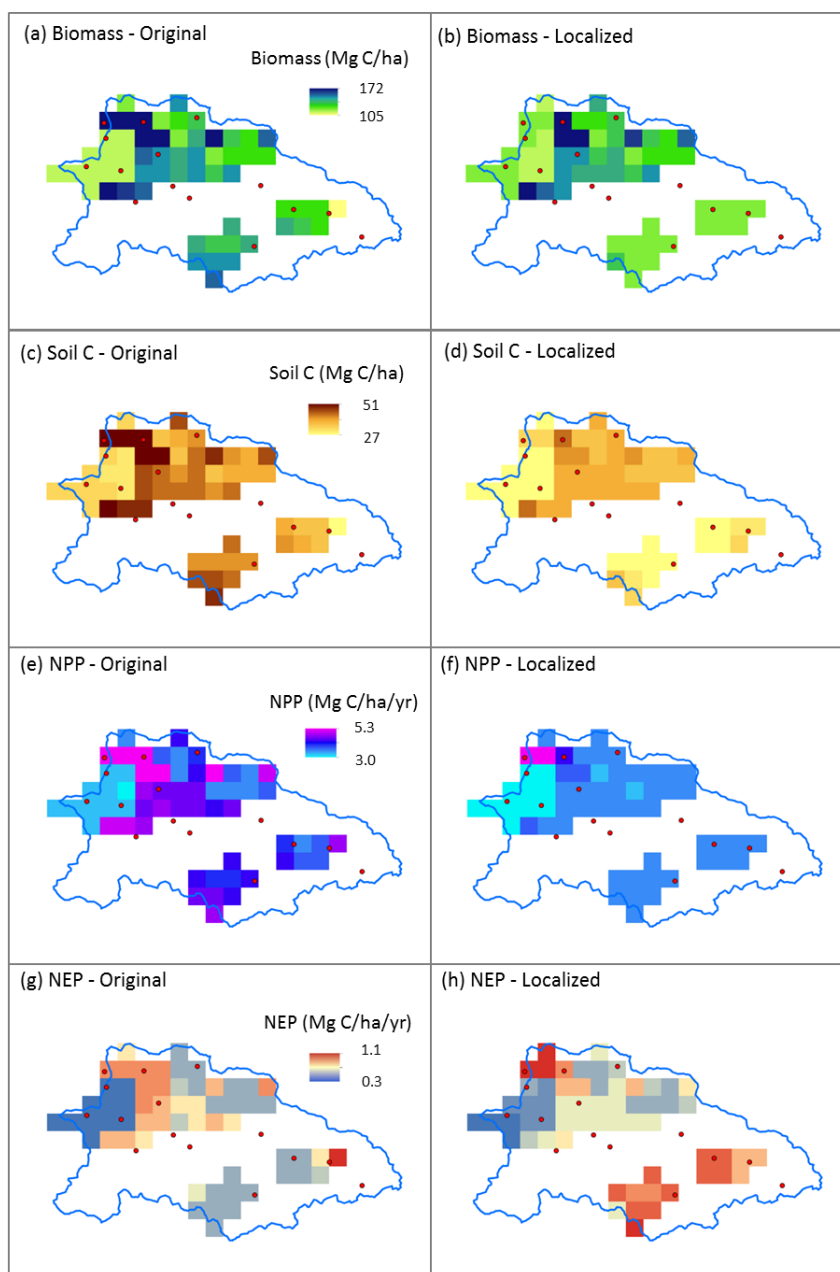 (a) Biomass - Original
Biomass (Mg C/ha)
172
105
(b) Biomass - Localized
(c) Soil C - Original
Soil C (Mg C/ha)
51
27
(d) Soil C - Localized
(e) NPP - Original
NPP (Mg C/ha/yr)
5.3
3.0
(f) NPP - Localized
(g) NEP - Original
NEP (Mg C/ha/yr)
1.1
0.3
(h) NEP - Localized